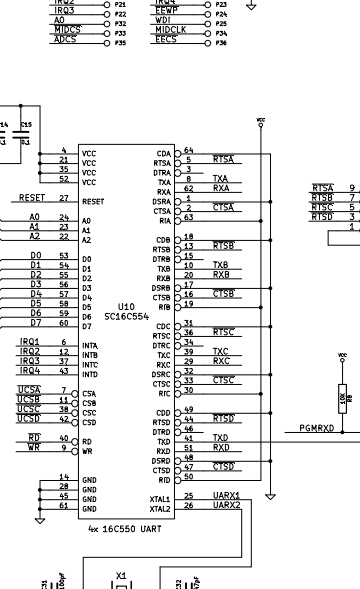 IRQ2 P21 IRQ4 P23
IRQ3 P22 EEWP P24
A0 P32 WDI P25
MIDCS P33 MIDCLK P34
ADCS P35 EECS P36
C15
0.1
4 VCC CDA 64
21 VCC RTSA 5 RTSA
35 VCC DTRA 3
52 VCC TXA 8 TXA
RXA 62 RXA
RESET 27 RESET DSRA 1
CTSA 2 CTSA
A0 24 A0 RIA 63
A1 23 A1
A2 22 A2 CDB 18
RTSB 13 RTSB
D0 53 D0 DTRB 15
D1 54 D1 TXB 10 TXB
D2 55 D2 RXB 20 RXB
D3 56 D3 DSRB 17
D4 57 D4 CTSB 16 CTSB
D5 58 D5 RIB 19
D6 59 D6
D7 60 D7 CDC 31
U10
SC16C554
RTSC 36 RTSC
IRQ1 6 INTA DTRC 34
IRQ2 12 INTB TXC 39 TXC
IRQ3 37 INTC RXC 29 RXC
IRQ4 43 INTD DSRC 32
CTSC 33 CTSC
UCSA 7 CSA RIC 30
UCSB 11 CSB
UCSC 38 CSC CDD 49
UCSD 42 CSD RTSD 44 RTSD
DTRD 46
RD 40 RD TXD 41 TXD
WR 9 WR RXD 51 RXD
DSRD 48
CTSD 47 CTSD
14 GND RID 50
28 GND
45 GND XTAL1 25 UARX1
61 GND XTAL2 26 UARX2
4x 16C550 UART
RTSA 9
RTSB 7
RTSC 5
RTSD 3
1
10K R8
PGMRXD
C31 X1 C32